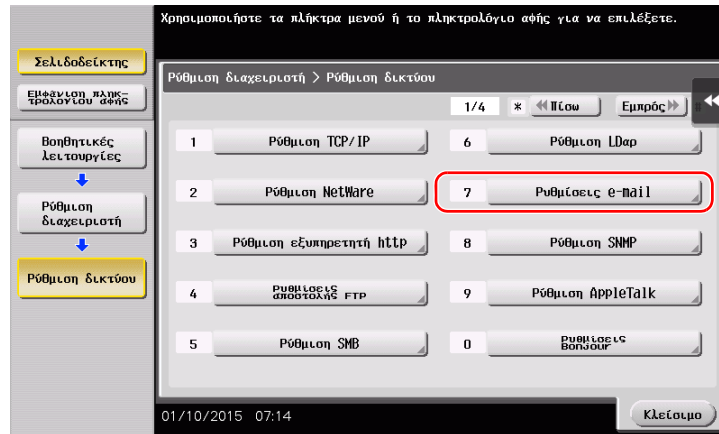 Χρησιμοποιήστε τα πλήκτρα μενού ή το πληκτρολόγιο αφής για να επιλέξετε.
Σελιδοδείκτης
Εμφάνιση πληκ-
τρολογίου αφής
Βοηθητικές
λειτουργίες
Ρύθμιση
διαχειριστή
Ρύθμιση δικτύου
Ρύθμιση διαχειριστή > Ρύθμιση δικτύου
1/4 * Πίσω Εμπρός
1 Ρύθμιση TCP/IP
6 Ρύθμιση LDap
2 Ρύθμιση NetWare
7 Ρυθμίσεις e-mail
3 Ρύθμιση εξυπηρετητή http
8 Ρύθμιση SNMP
4 Ρυθμίσεις
αποστολής FTP
9 Ρύθμιση AppleTalk
5 Ρύθμιση SMB
0 Ρυθμίσεις
Bonjour
01/10/2015 07:14
Κλείσιμο